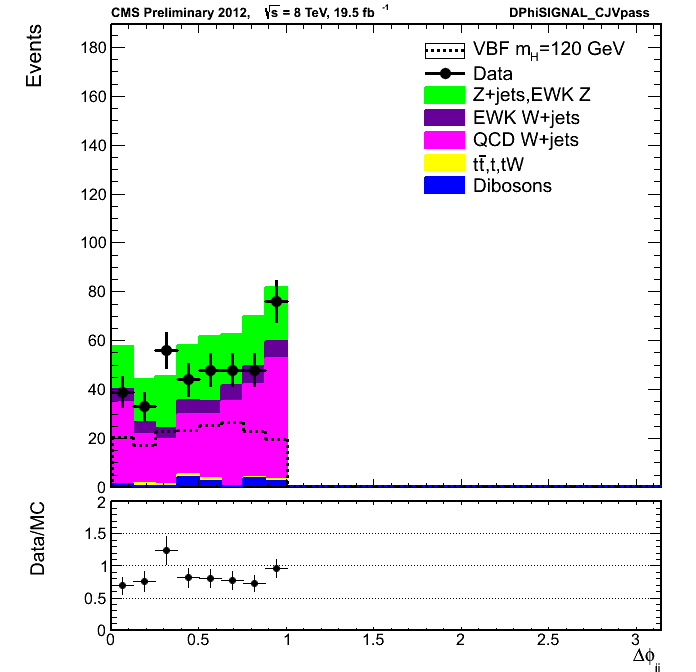 CMS Preliminary 2012, √s = 8 TeV, 19.5 fb⁻¹ DPhiSIGNAL_CJVpass
Events
180
160
140
120
100
80
60
40
20
0
VBF m_H=120 GeV
Data
Z+jets,EWK Z
EWK W+jets
QCD W+jets
tt̄,t,tW
Dibosons
Data/MC
2
1.5
1
0.5
0
0 0.5 1 1.5 2 2.5 3
Δϕ_jj